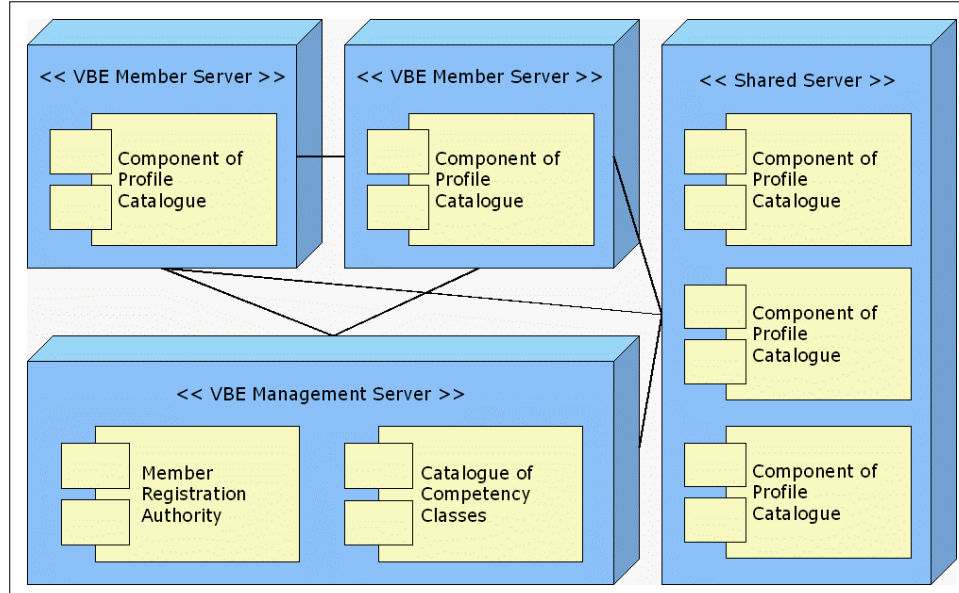 << VBE Member Server >>
Component of
Profile
Catalogue
<< VBE Member Server >>
Component of
Profile
Catalogue
<< Shared Server >>
Component of
Profile
Catalogue
Component of
Profile
Catalogue
Component of
Profile
Catalogue
<< VBE Management Server >>
Member
Registration
Authority
Catalogue of
Competency
Classes